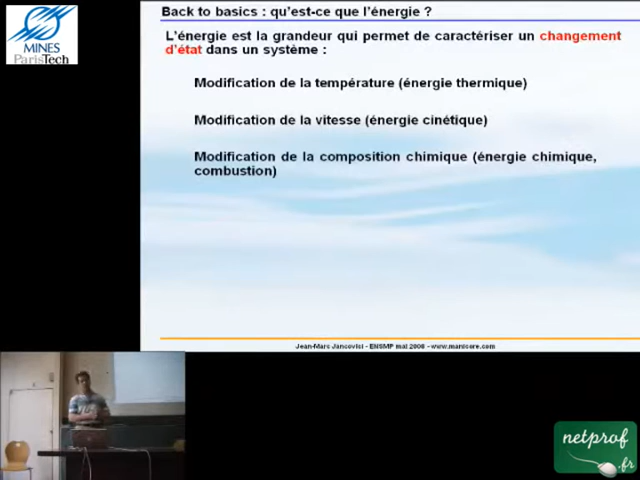 MINES
ParisTech
Back to basics : qu'est-ce que l'énergie ?
L'énergie est la grandeur qui permet de caractériser un changement
d'état dans un système :
Modification de la température (énergie thermique)
Modification de la vitesse (énergie cinétique)
Modification de la composition chimique (énergie chimique,
combustion)
Jean-Marc Jancovici - ENSMP mai 2008 - www.manicore.com
netprof
.fr